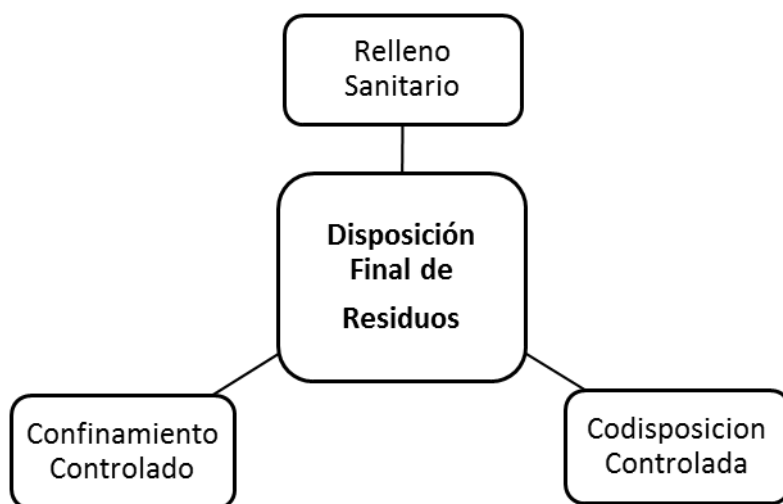 Relleno
Sanitario
Disposición
Final de
Residuos
Confinamiento
Controlado
Codisposicion
Controlada